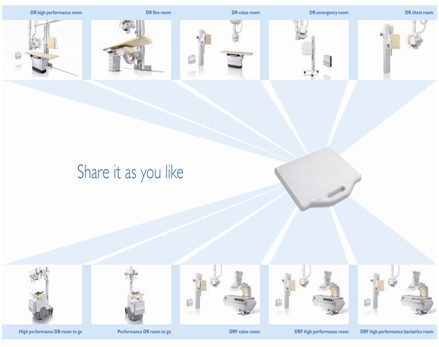 DR high performance room
DR flex room
DR value room
DR emergency room
DR chest room
Share it as you like
High performance DR room to go
Performance DR room to go
DRF value room
DRF high performance room
DRF high performance bariatrics room